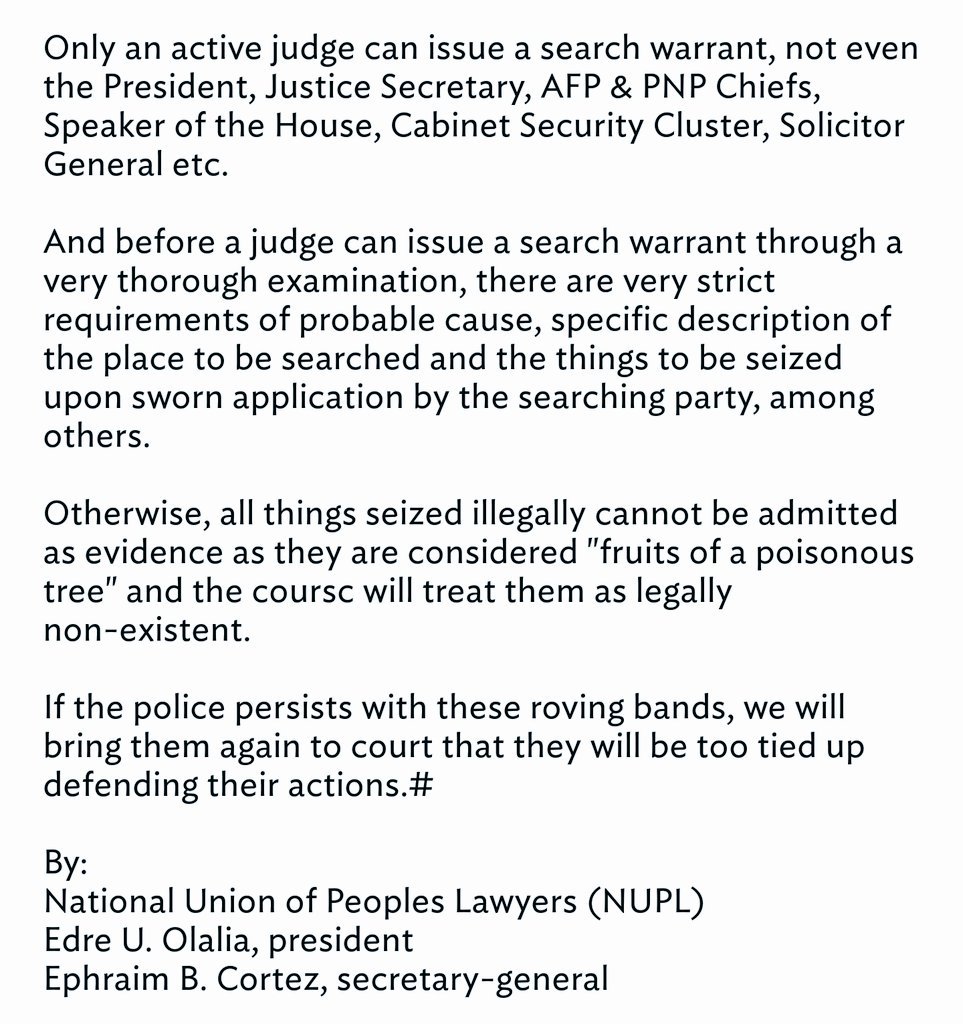 Only an active judge can issue a search warrant, not even
the President, Justice Secretary, AFP & PNP Chiefs,
Speaker of the House, Cabinet Security Cluster, Solicitor
General etc.
And before a judge can issue a search warrant through a
very thorough examination, there are very strict
requirements of probable cause, specific description of
the place to be searched and the things to be seized
upon sworn application by the searching party, among
others.
Otherwise, all things seized illegally cannot be admitted
as evidence as they are considered "fruits of a poisonous
tree" and the coursc will treat them as legally
non-existent.
If the police persists with these roving bands, we will
bring them again to court that they will be too tied up
defending their actions.#
By:
National Union of Peoples Lawyers (NUPL)
Edre U. Olalia, president
Ephraim B. Cortez, secretary-general